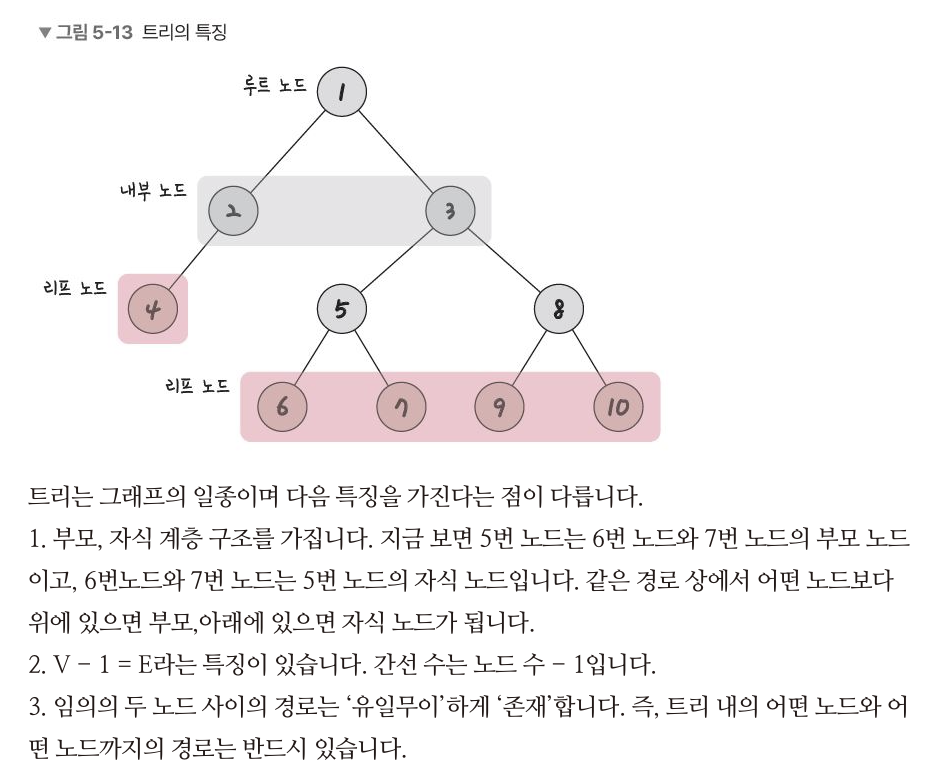 ▼ 그림 5-13 트리의 특징
루트 노드
1
내부 노드
2
3
리프 노드
4
5
8
리프 노드
6
7
9
10
트리는 그래프의 일종이며 다음 특징을 가진다는 점이 다릅니다.
1. 부모, 자식 계층 구조를 가집니다. 지금 보면 5번 노드는 6번 노드와 7번 노드의 부모 노드
이고, 6번노드와 7번 노드는 5번 노드의 자식 노드입니다. 같은 경로 상에서 어떤 노드보다
위에 있으면 부모,아래에 있으면 자식 노드가 됩니다.
2. V - 1 = E라는 특징이 있습니다. 간선 수는 노드 수 - 1입니다.
3. 임의의 두 노드 사이의 경로는 ‘유일무이’하게 ‘존재’합니다. 즉, 트리 내의 어떤 노드와 어
떤 노드까지의 경로는 반드시 있습니다.